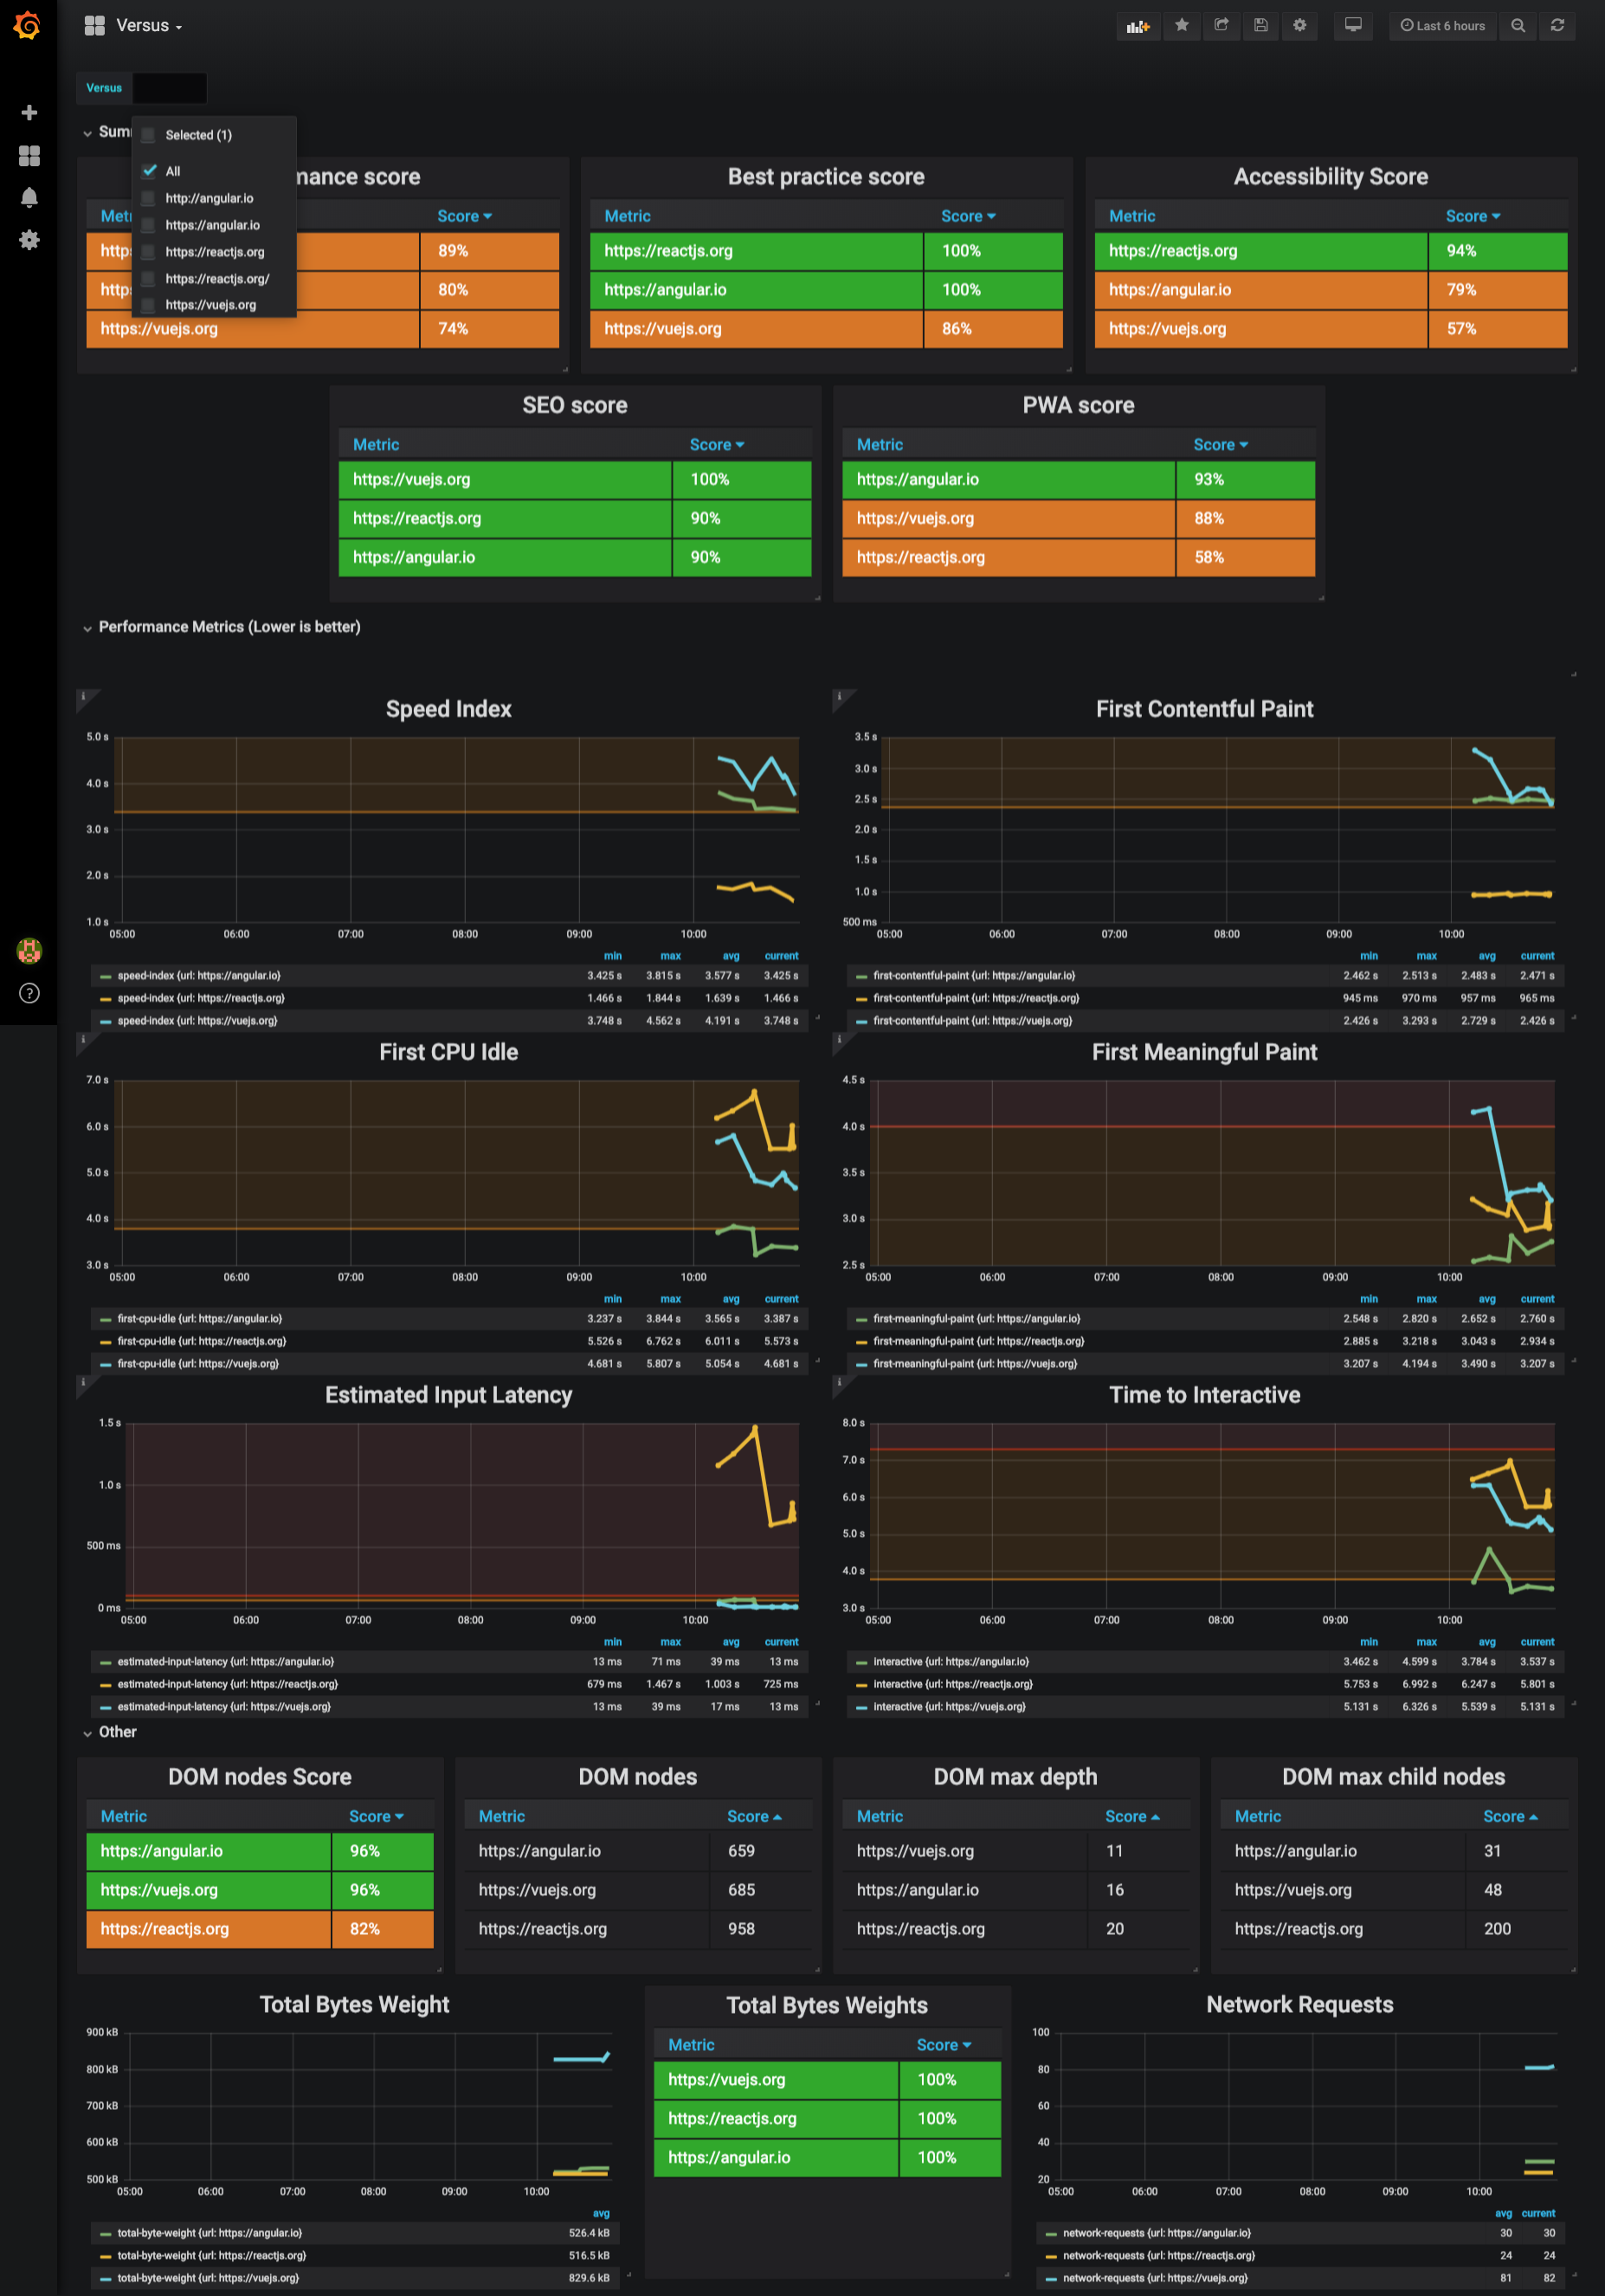 Versus
Last 6 hours
Versus
Selected (1)
All
http://angular.io
https://angular.io
https://reactjs.org
https://reactjs.org/
https://vuejs.org
Best practice score
Accessibility Score
Score
https://vuejs.org
89%
80%
74%
Metric Score
https://reactjs.org 100%
https://angular.io 100%
https://vuejs.org 86%
Metric Score
https://reactjs.org 94%
https://angular.io 79%
https://vuejs.org 57%
SEO score
Metric Score
https://vuejs.org 100%
https://reactjs.org 90%
https://angular.io 90%
PWA score
Metric Score
https://angular.io 93%
https://vuejs.org 88%
https://reactjs.org 58%
Performance Metrics (Lower is better)
Speed Index
5.0 s
4.0 s
3.0 s
2.0 s
1.0 s
05:00 06:00 07:00 08:00 09:00 10:00
min max avg current
speed-index {url: https://angular.io} 3.425 s 3.815 s 3.577 s 3.425 s
speed-index {url: https://reactjs.org} 1.466 s 1.844 s 1.639 s 1.466 s
speed-index {url: https://vuejs.org} 3.748 s 4.562 s 4.191 s 3.748 s
First Contentful Paint
3.5 s
3.0 s
2.5 s
2.0 s
1.5 s
1.0 s
500 ms
05:00 06:00 07:00 08:00 09:00 10:00
min max avg current
first-contentful-paint {url: https://angular.io} 2.462 s 2.513 s 2.483 s 2.471 s
first-contentful-paint {url: https://reactjs.org} 945 ms 970 ms 957 ms 965 ms
first-contentful-paint {url: https://vuejs.org} 2.426 s 3.293 s 2.729 s 2.426 s
First CPU Idle
7.0 s
6.0 s
5.0 s
4.0 s
3.0 s
05:00 06:00 07:00 08:00 09:00 10:00
min max avg current
first-cpu-idle {url: https://angular.io} 3.237 s 3.844 s 3.565 s 3.387 s
first-cpu-idle {url: https://reactjs.org} 5.526 s 6.762 s 6.011 s 5.573 s
first-cpu-idle {url: https://vuejs.org} 4.681 s 5.807 s 5.054 s 4.681 s
First Meaningful Paint
4.5 s
4.0 s
3.5 s
3.0 s
2.5 s
05:00 06:00 07:00 08:00 09:00 10:00
min max avg current
first-meaningful-paint {url: https://angular.io} 2.548 s 2.820 s 2.652 s 2.760 s
first-meaningful-paint {url: https://reactjs.org} 2.885 s 3.218 s 3.043 s 2.934 s
first-meaningful-paint {url: https://vuejs.org} 3.207 s 4.194 s 3.490 s 3.207 s
Estimated Input Latency
1.5 s
1.0 s
500 ms
0 ms
05:00 06:00 07:00 08:00 09:00 10:00
min max avg current
estimated-input-latency {url: https://angular.io} 13 ms 71 ms 39 ms 13 ms
estimated-input-latency {url: https://reactjs.org} 679 ms 1.467 s 1.003 s 725 ms
estimated-input-latency {url: https://vuejs.org} 13 ms 39 ms 17 ms 13 ms
Time to Interactive
8.0 s
7.0 s
6.0 s
5.0 s
4.0 s
3.0 s
05:00 06:00 07:00 08:00 09:00 10:00
min max avg current
interactive {url: https://angular.io} 3.462 s 4.599 s 3.784 s 3.537 s
interactive {url: https://reactjs.org} 5.753 s 6.992 s 6.247 s 5.801 s
interactive {url: https://vuejs.org} 5.131 s 6.326 s 5.539 s 5.131 s
Other
DOM nodes Score
Metric Score
https://angular.io 96%
https://vuejs.org 96%
https://reactjs.org 82%
DOM nodes
Metric Score
https://angular.io 659
https://vuejs.org 685
https://reactjs.org 958
DOM max depth
Metric Score
https://vuejs.org 11
https://angular.io 16
https://reactjs.org 20
DOM max child nodes
Metric Score
https://angular.io 31
https://vuejs.org 48
https://reactjs.org 200
Total Bytes Weight
900 kB
800 kB
700 kB
600 kB
500 kB
05:00 06:00 07:00 08:00 09:00 10:00
avg
total-byte-weight {url: https://angular.io} 526.4 kB
total-byte-weight {url: https://reactjs.org} 516.5 kB
total-byte-weight {url: https://vuejs.org} 829.6 kB
Total Bytes Weights
Metric Score
https://vuejs.org 100%
https://reactjs.org 100%
https://angular.io 100%
Network Requests
100
80
60
40
20
05:00 06:00 07:00 08:00 09:00 10:00
avg current
network-requests {url: https://angular.io} 30 30
network-requests {url: https://reactjs.org} 24 24
network-requests {url: https://vuejs.org} 81 82